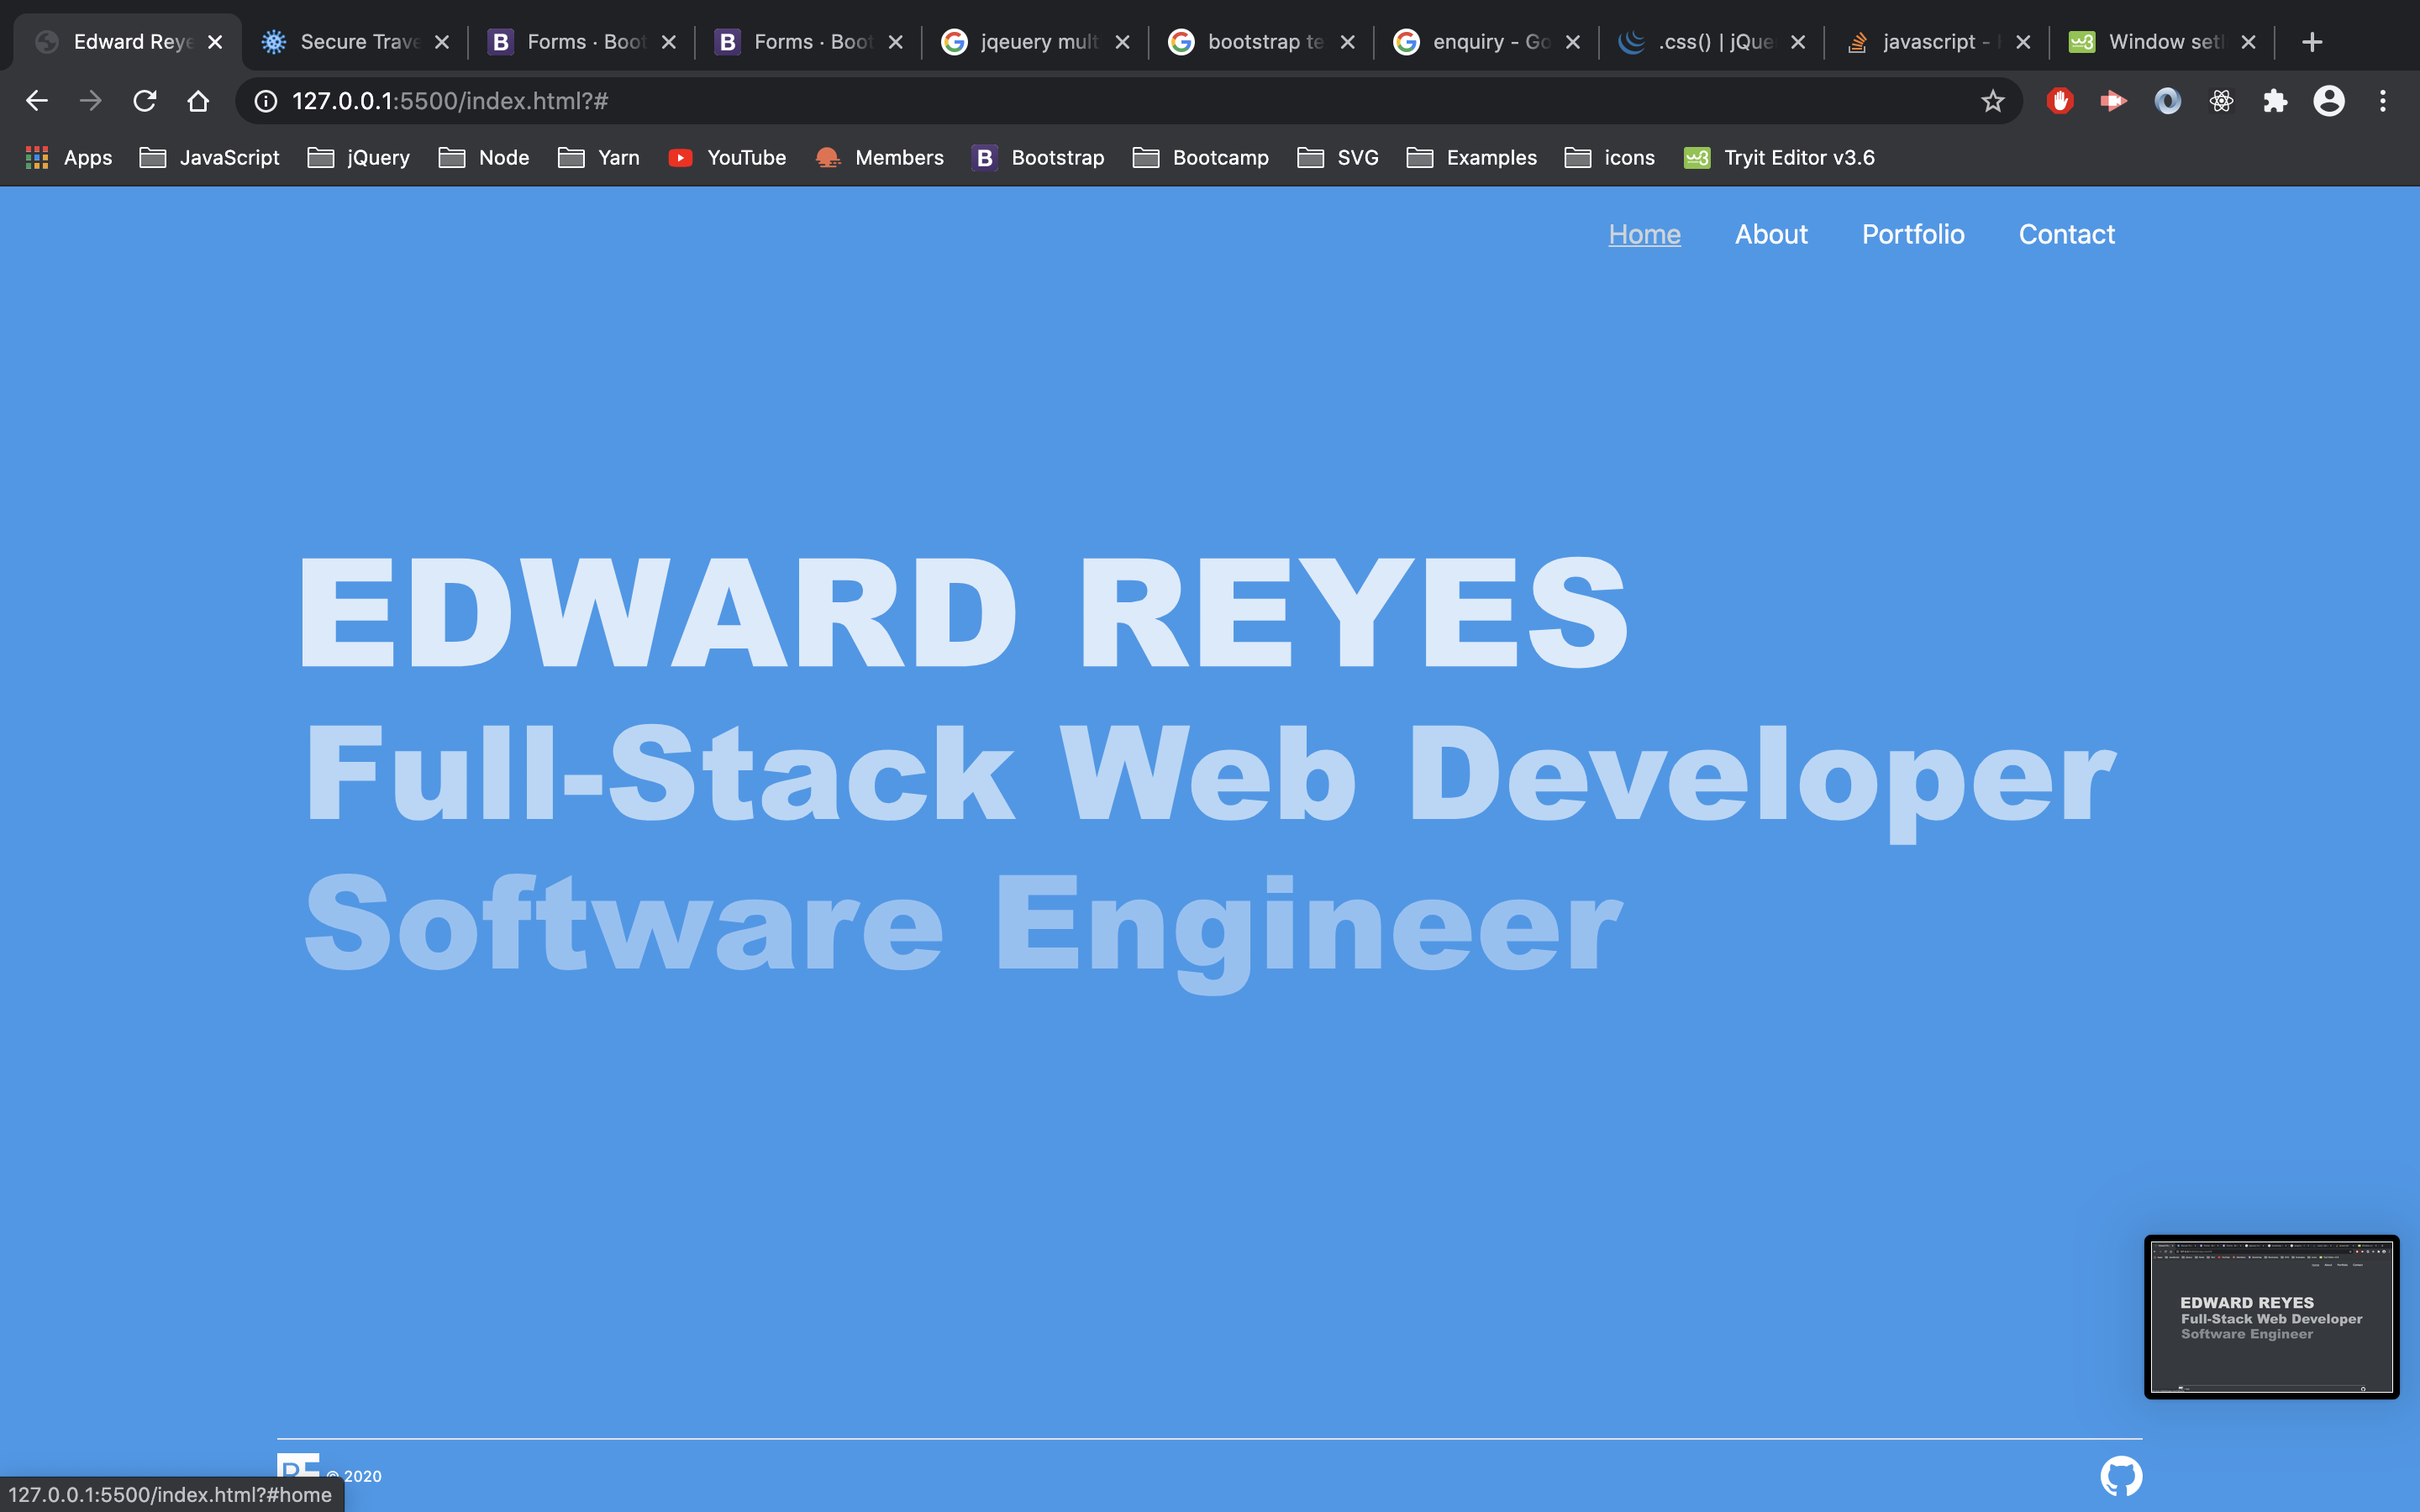 Edward Reye
Secure Trave
Forms · Boot
Forms · Boot
jqeuery mult
bootstrap te
enquiry - Go
.css() | jQue
javascript -
Window set
127.0.0.1:5500/index.html?#
Apps JavaScript jQuery Node Yarn YouTube Members Bootstrap Bootcamp SVG Examples icons Tryit Editor v3.6
Home About Portfolio Contact
EDWARD REYES
Full-Stack Web Developer
Software Engineer
EDWARD REYES
Full-Stack Web Developer
Software Engineer
© 2020
127.0.0.1:5500/index.html?#home